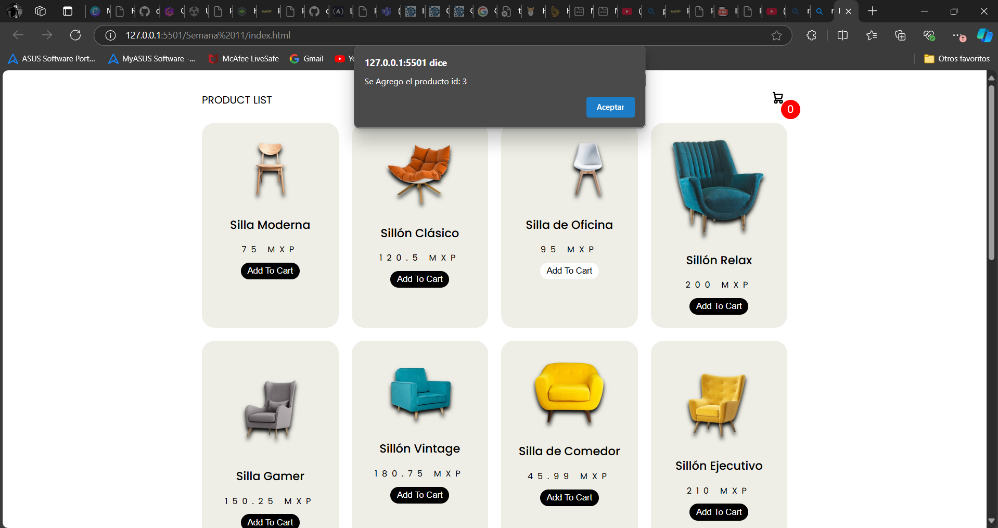 127.0.0.1:5501/Semana%2011/index.html
ASUS Software Port...
MyASUS Software -...
McAfee LiveSafe
Gmail
Otros favoritos
127.0.0.1:5501 dice
Se Agrego el producto id: 3
Aceptar
PRODUCT LIST
0
Silla Moderna
75 MXP
Add To Cart
Sillón Clásico
120.5 MXP
Add To Cart
Silla de Oficina
95 MXP
Add To Cart
Sillón Relax
200 MXP
Add To Cart
Silla Gamer
150.25 MXP
Add To Cart
Sillón Vintage
180.75 MXP
Add To Cart
Silla de Comedor
45.99 MXP
Add To Cart
Sillón Ejecutivo
210 MXP
Add To Cart